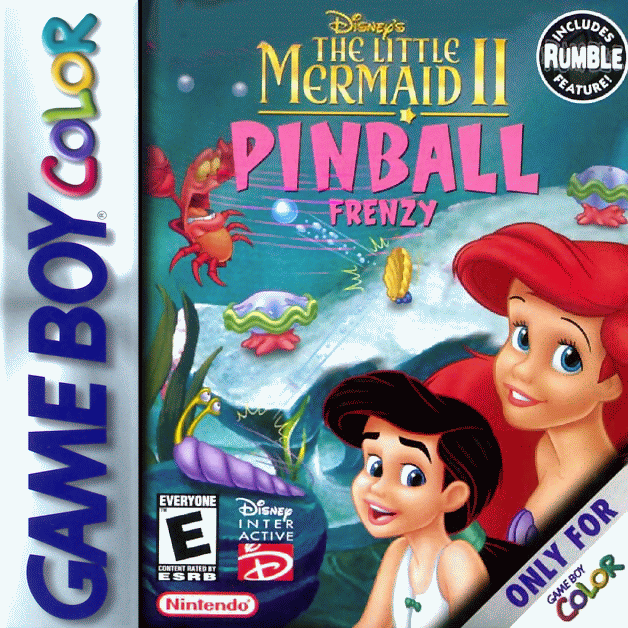 GAME BOY COLOR
®
Disney's
THE LITTLE
MERMAID II
PINBALL
FRENZY
INCLUDES
RUMBLE
FEATURE!
EVERYONE
E
CONTENT RATED BY
ESRB
Disney
INTER
ACTIVE
D
Nintendo®
ONLY FOR
GAME BOY
COLOR